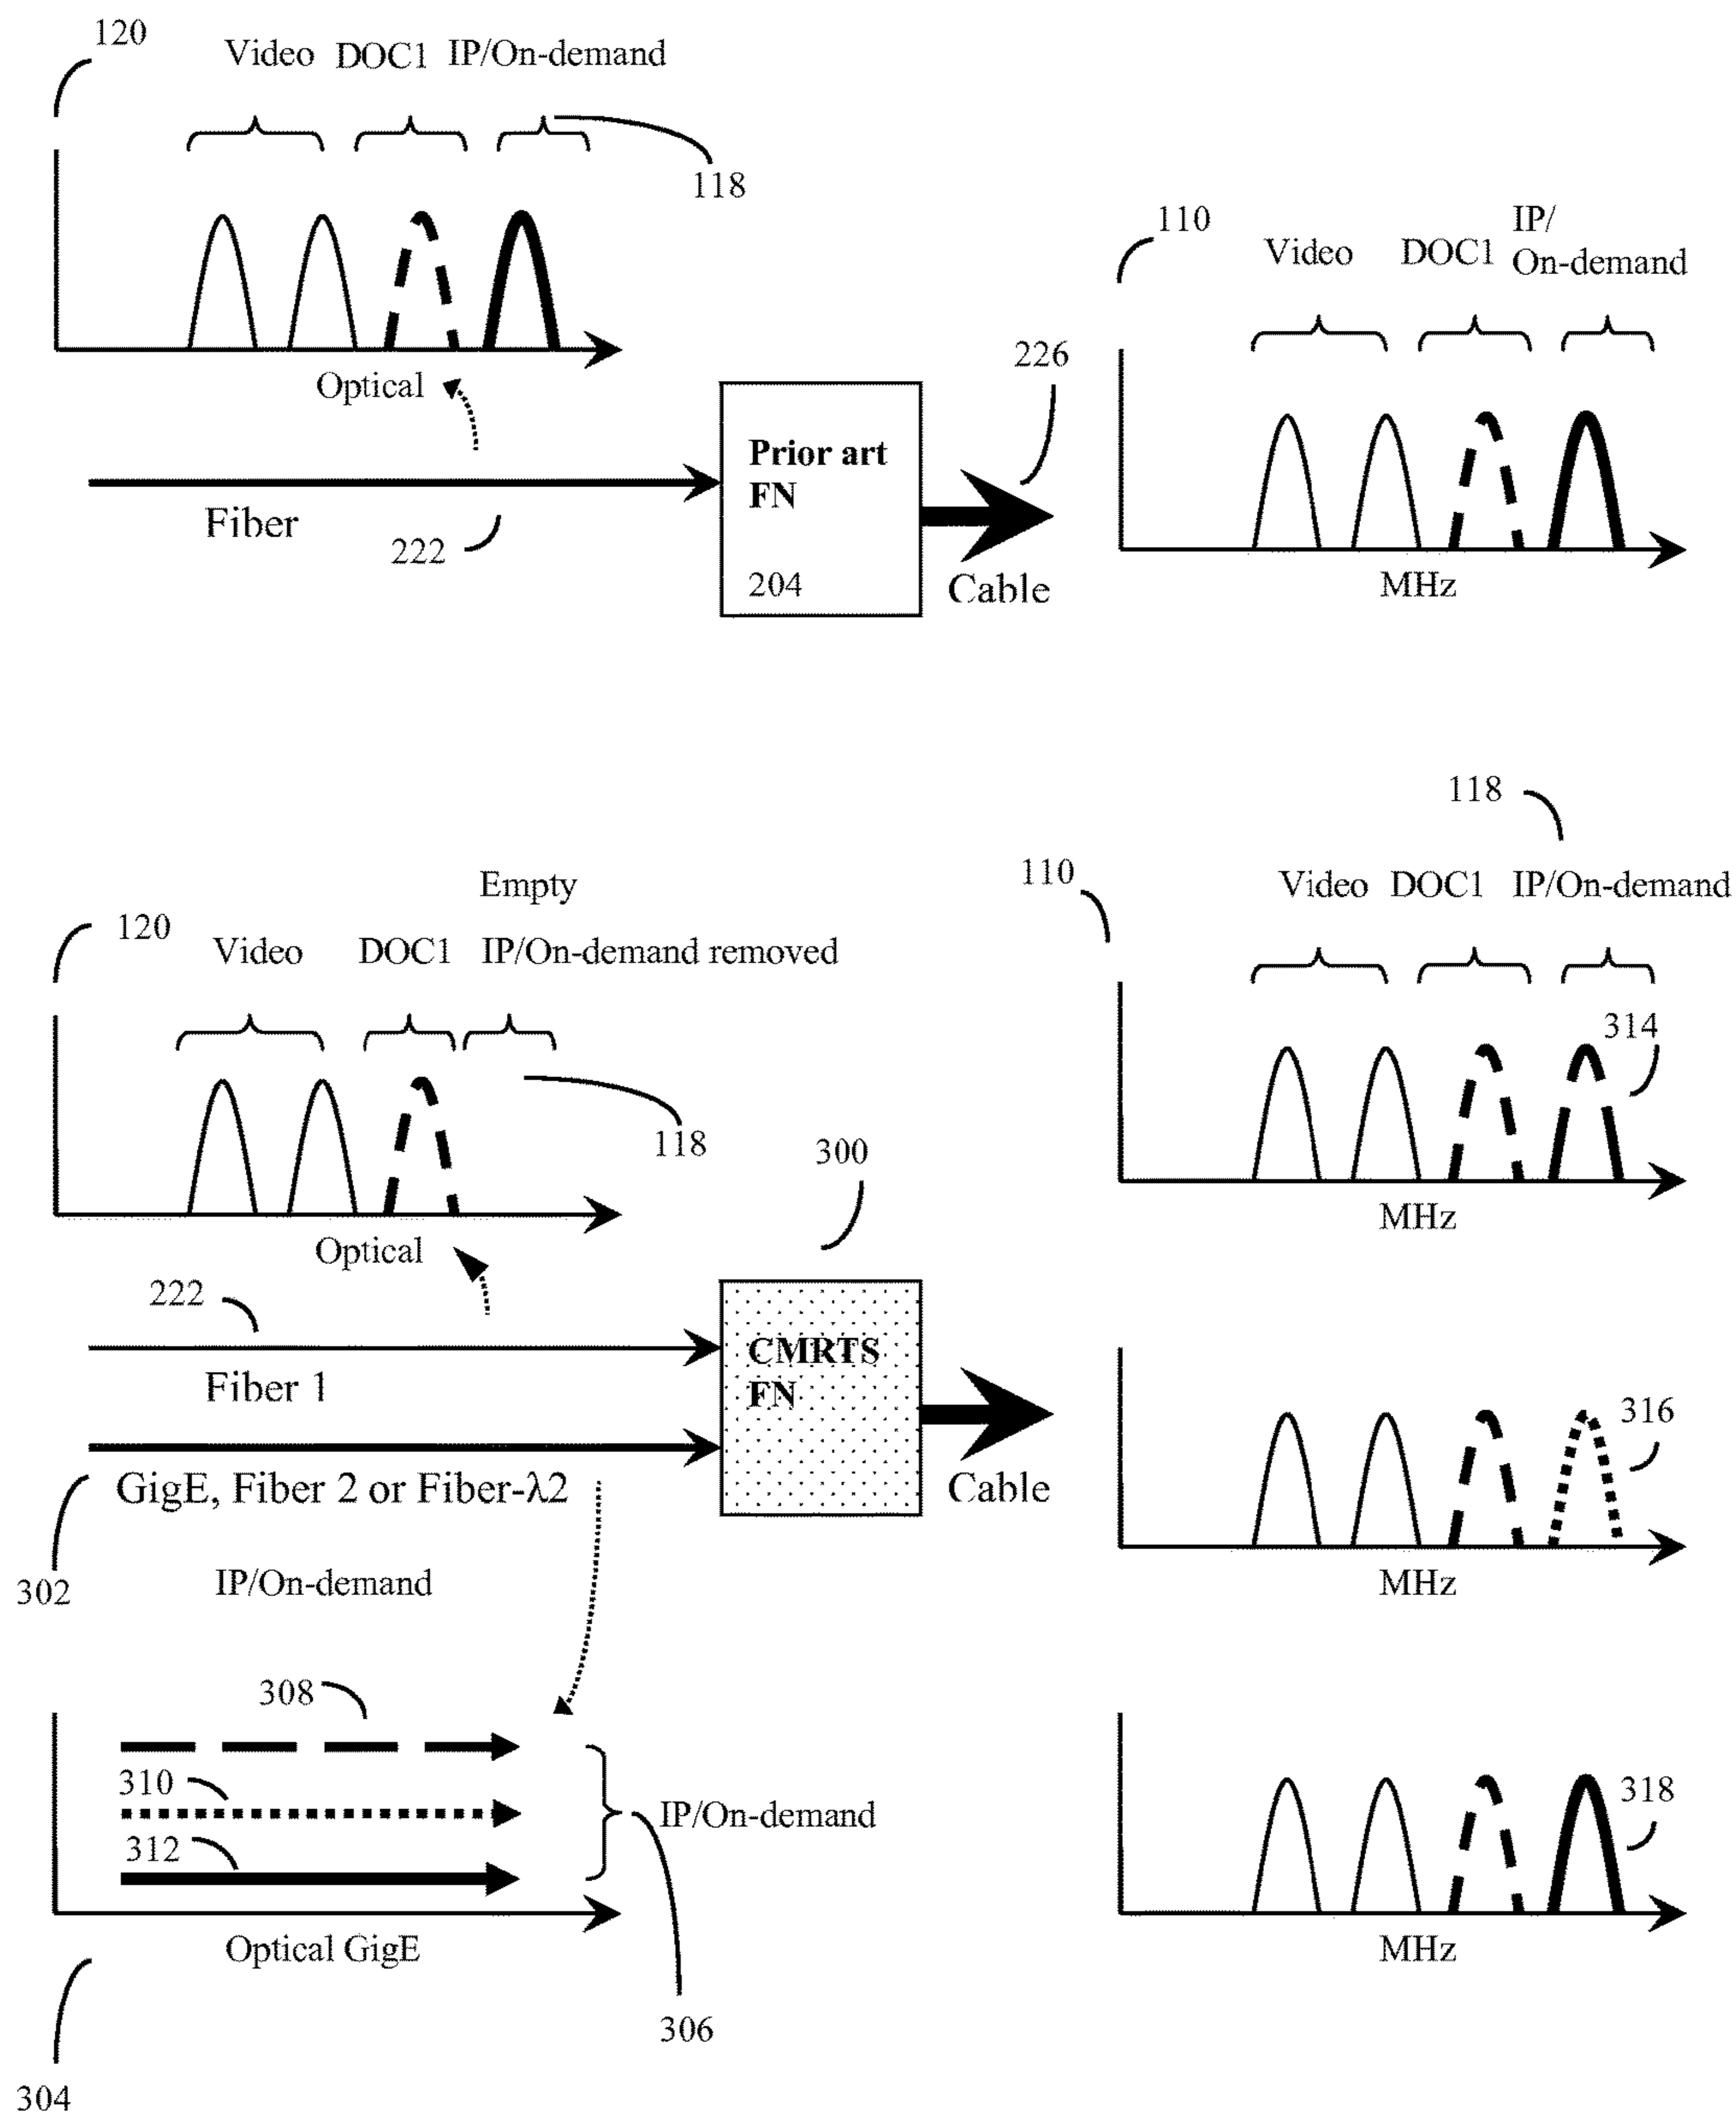 120
Video DOC1 IP/On-demand
118
110
Video DOC1 IP/
On-demand
Optical
226
Prior art
FN
Fiber
222
204
Cable
MHz
118
110
Empty
Video DOC1 IP/On-demand
120
Video DOC1 IP/On-demand removed
314
118
300
Optical
MHz
222
CMRTS
FN
Fiber 1
316
GigE, Fiber 2 or Fiber-λ2
Cable
302
IP/On-demand
MHz
308
310
IP/On-demand
318
312
Optical GigE
MHz
306
304